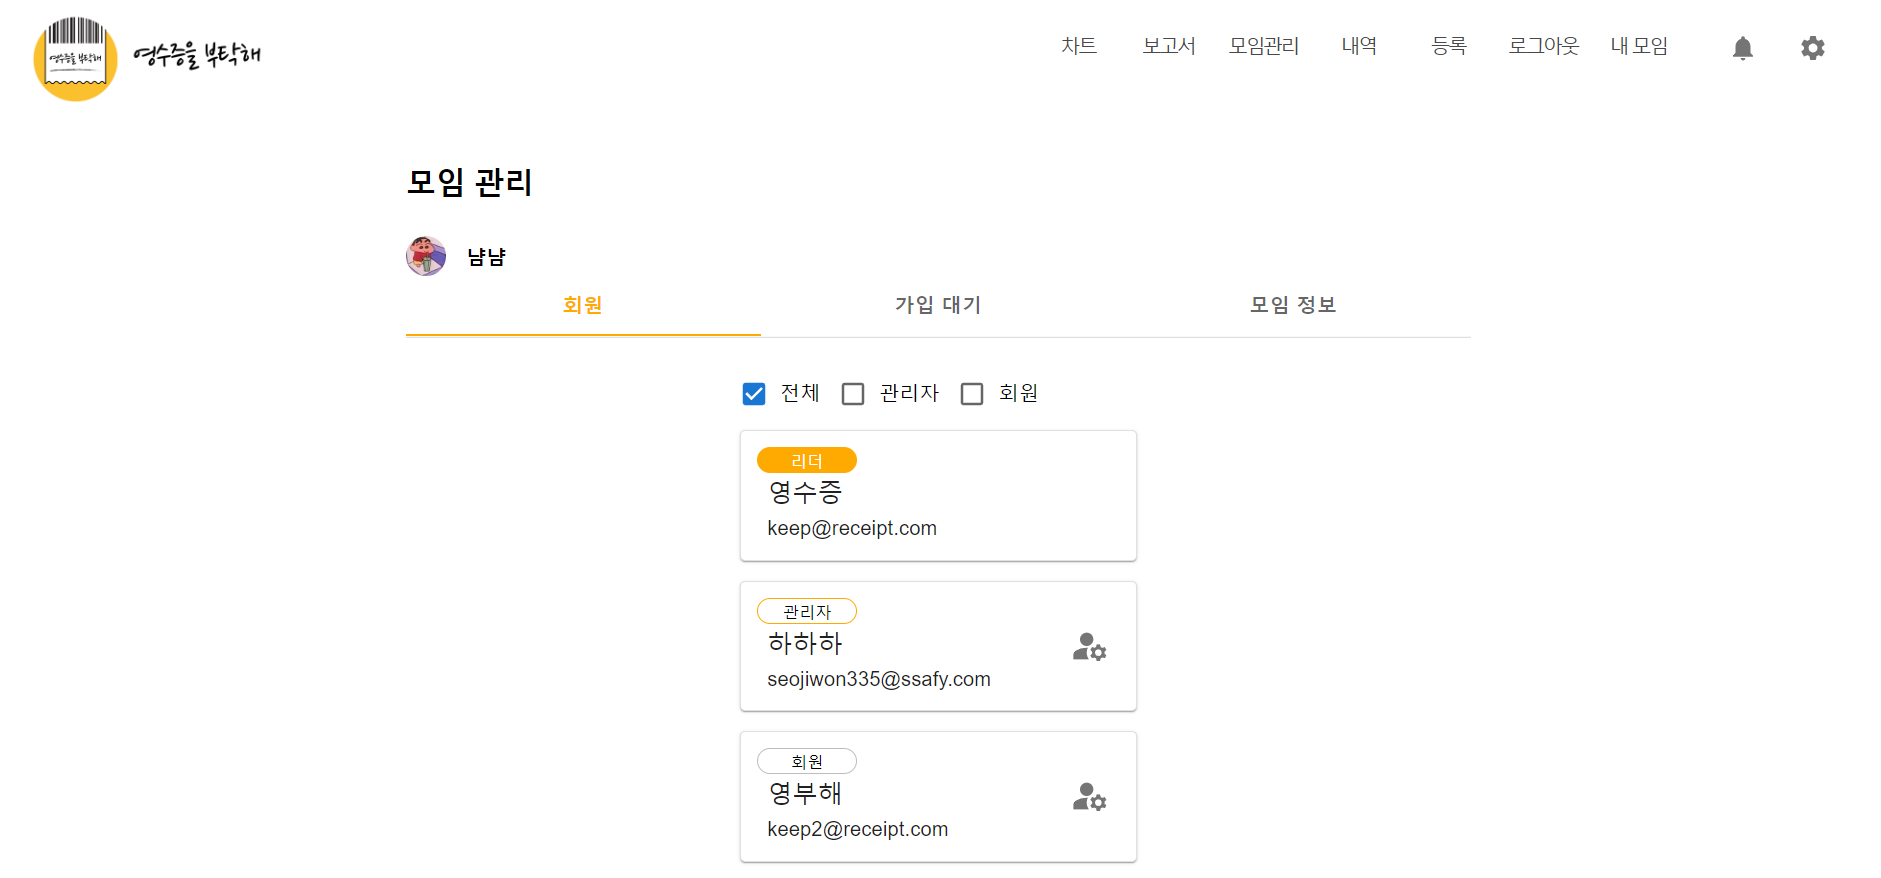 영수증을 부탁해
영수증을 부탁해
차트 보고서 모임관리 내역 등록 로그아웃 내 모임
모임 관리
냠냠
회원 가입 대기 모임 정보
전체 관리자 회원
리더
영수증
keep@receipt.com
관리자
하하하
seojiwon335@ssafy.com
회원
영부해
keep2@receipt.com